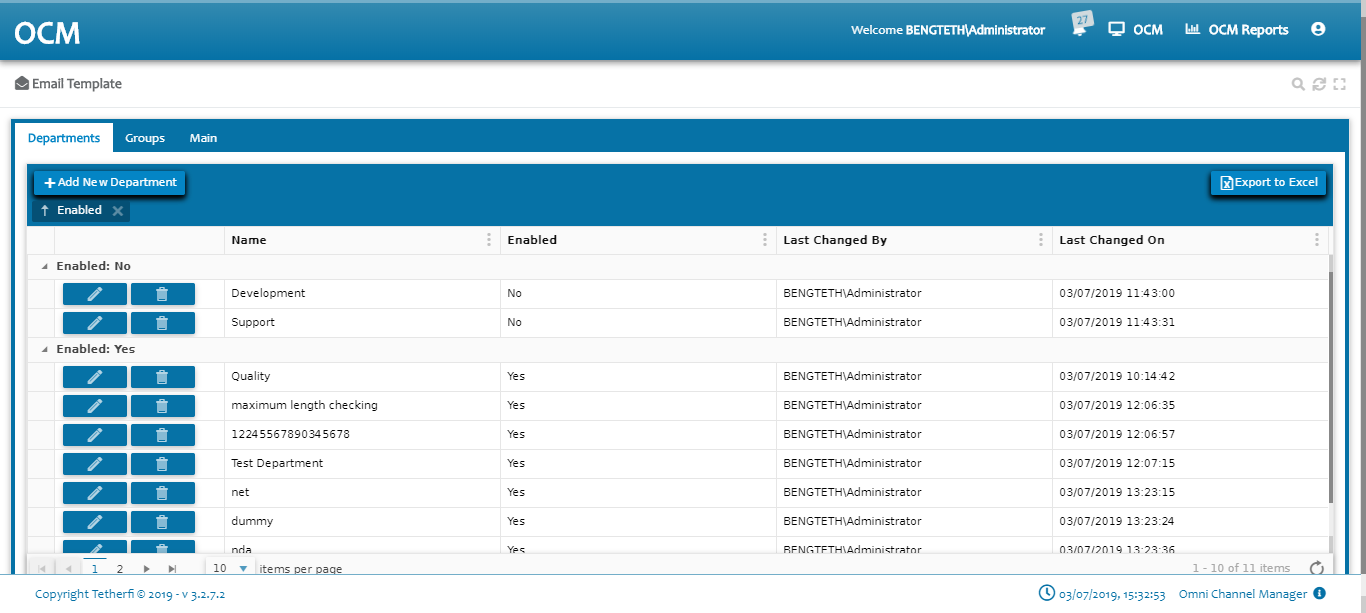 OCM
Welcome BENGTETH\Administrator
27
OCM
OCM Reports
Email Template
Departments Groups Main
Add New Department
Export to Excel
↑ Enabled ×
Name Enabled Last Changed By Last Changed On
Enabled: No
Development No BENGTETH\Administrator 03/07/2019 11:43:00
Support No BENGTETH\Administrator 03/07/2019 11:43:31
Enabled: Yes
Quality Yes BENGTETH\Administrator 03/07/2019 10:14:42
maximum length checking Yes BENGTETH\Administrator 03/07/2019 12:06:35
12245567890345678 Yes BENGTETH\Administrator 03/07/2019 12:06:57
Test Department Yes BENGTETH\Administrator 03/07/2019 12:07:15
net Yes BENGTETH\Administrator 03/07/2019 13:23:15
dummy Yes BENGTETH\Administrator 03/07/2019 13:23:24
nda Yes BENGTETH\Administrator 03/07/2019 13:23:36
1 2 10 items per page 1 - 10 of 11 items
Copyright Tetherfi © 2019 - v 3.2.7.2 03/07/2019, 15:32:53 Omni Channel Manager